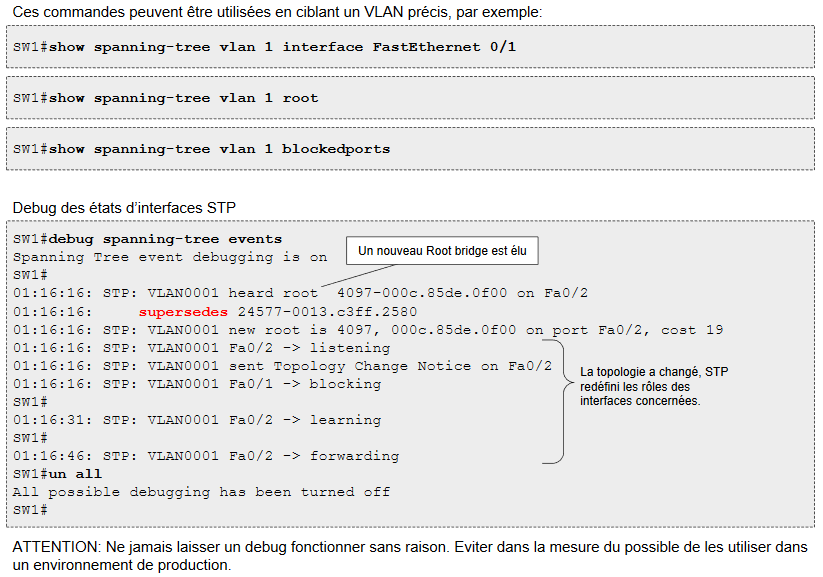 Ces commandes peuvent être utilisées en ciblant un VLAN précis, par exemple:
SW1#show spanning-tree vlan 1 interface FastEthernet 0/1
SW1#show spanning-tree vlan 1 root
SW1#show spanning-tree vlan 1 blockedports
Debug des états d'interfaces STP
SW1#debug spanning-tree events
Spanning Tree event debugging is on
Un nouveau Root bridge est élu
SW1#
01:16:16: STP: VLAN0001 heard root  4097-000c.85de.0f00 on Fa0/2
01:16:16:     supersedes 24577-0013.c3ff.2580
01:16:16: STP: VLAN0001 new root is 4097, 000c.85de.0f00 on port Fa0/2, cost 19
01:16:16: STP: VLAN0001 Fa0/2 -> listening
01:16:16: STP: VLAN0001 sent Topology Change Notice on Fa0/2
01:16:16: STP: VLAN0001 Fa0/1 -> blocking
SW1#
01:16:31: STP: VLAN0001 Fa0/2 -> learning
SW1#
01:16:46: STP: VLAN0001 Fa0/2 -> forwarding
La topologie a changé, STP
redéfini les rôles des
interfaces concernées.
SW1#un all
All possible debugging has been turned off
SW1#
ATTENTION: Ne jamais laisser un debug fonctionner sans raison. Eviter dans la mesure du possible de les utiliser dans
un environnement de production.